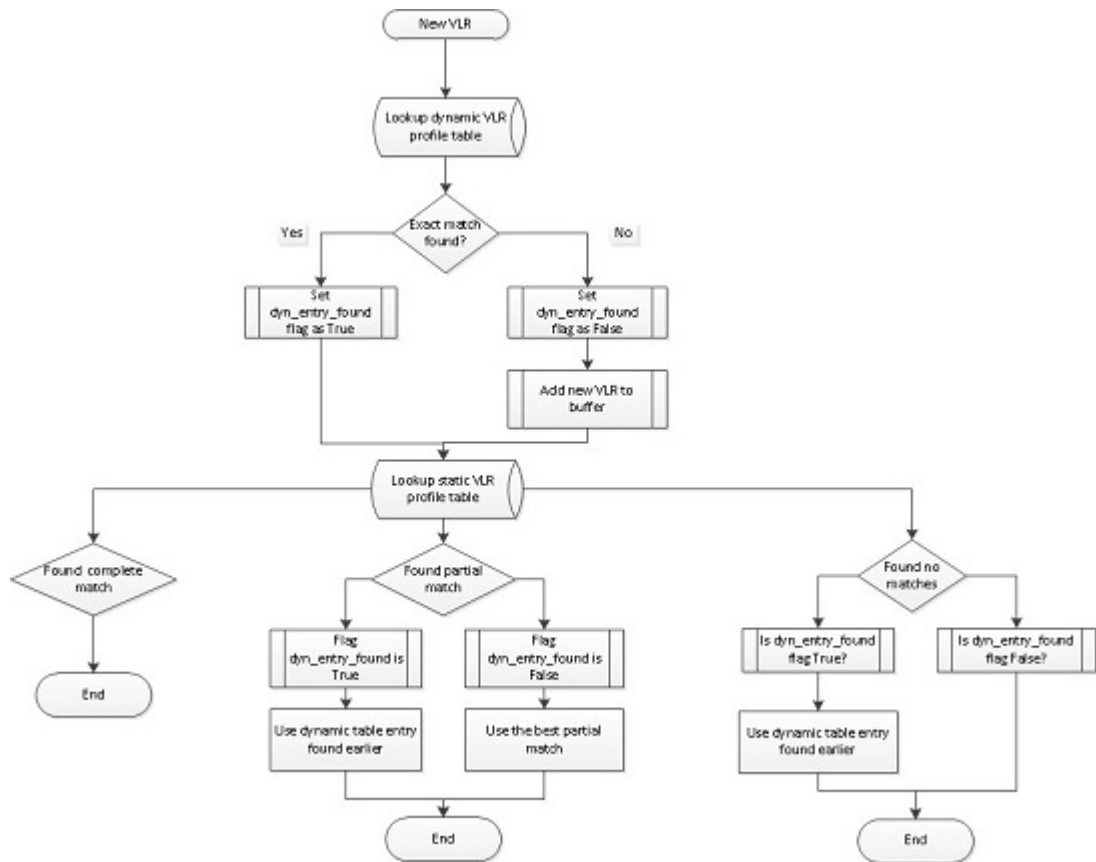 New VLR
Lookup dynamic VLR
profile table
Exact match
found?
Yes
No
Set
dyn_entry_found
flag as True
Set
dyn_entry_found
flag as False
Add new VLR to
buffer
Lookup static VLR
profile table
Found complete
match
Found partial
match
Found no
matches
Flag
dyn_entry_found is
True
Flag
dyn_entry_found is
False
Is dyn_entry_found
flag True?
Is dyn_entry_found
flag False?
End
Use dynamic table entry
found earlier
Use the best partial
match
Use dynamic table entry
found earlier
End
End